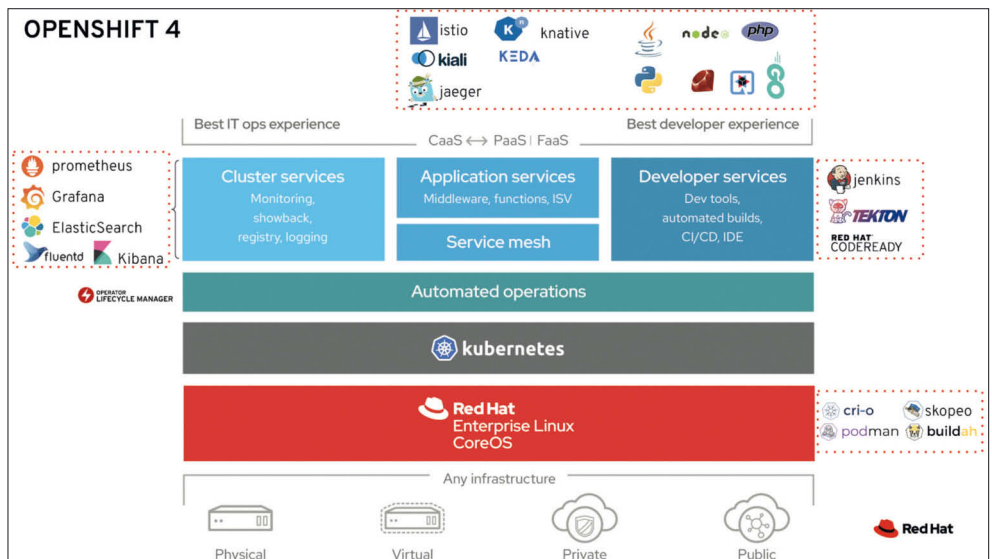 OPENSHIFT 4
istio
knative
kiali
KEDA
jaeger
node
php
Best IT ops experience
Best developer experience
CaaS ↔ PaaS | FaaS
prometheus
Grafana
ElasticSearch
fluentd
Kibana
Cluster services
Monitoring,
showback,
registry, logging
Application services
Middleware, functions, ISV
Service mesh
Developer services
Dev tools,
automated builds,
CI/CD, IDE
jenkins
TEKTON
RED HAT
CODEREADY
OPERATOR
LIFECYCLE MANAGER
Automated operations
kubernetes
Red Hat
Enterprise Linux
CoreOS
cri-o
skopeo
podman
buildah
Any infrastructure
Physical
Virtual
Private
Public
Red Hat